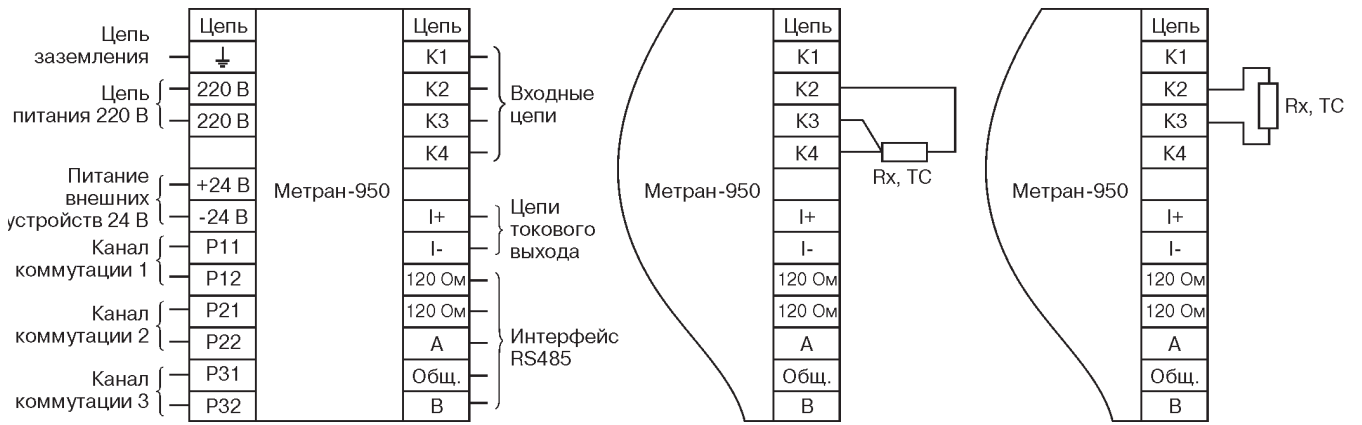 Цепь
заземления
Цепь
питания 220 В
Питание
внешних
устройств 24 В
Канал
коммутации 1
Канал
коммутации 2
Канал
коммутации 3
Цепь
220 В
220 В
+24 В
-24 В
P11
P12
P21
P22
P31
P32
Метран-950
Цепь
K1
K2
K3
K4
I+
I-
120 Ом
120 Ом
A
Общ.
B
Входные
цепи
Цепи
токового
выхода
Интерфейс
RS485
Метран-950
Цепь
K1
K2
K3
K4
I+
I-
120 Ом
120 Ом
A
Общ.
B
Rx, TC
Метран-950
Цепь
K1
K2
K3
K4
I+
I-
120 Ом
120 Ом
A
Общ.
B
Rx, TC